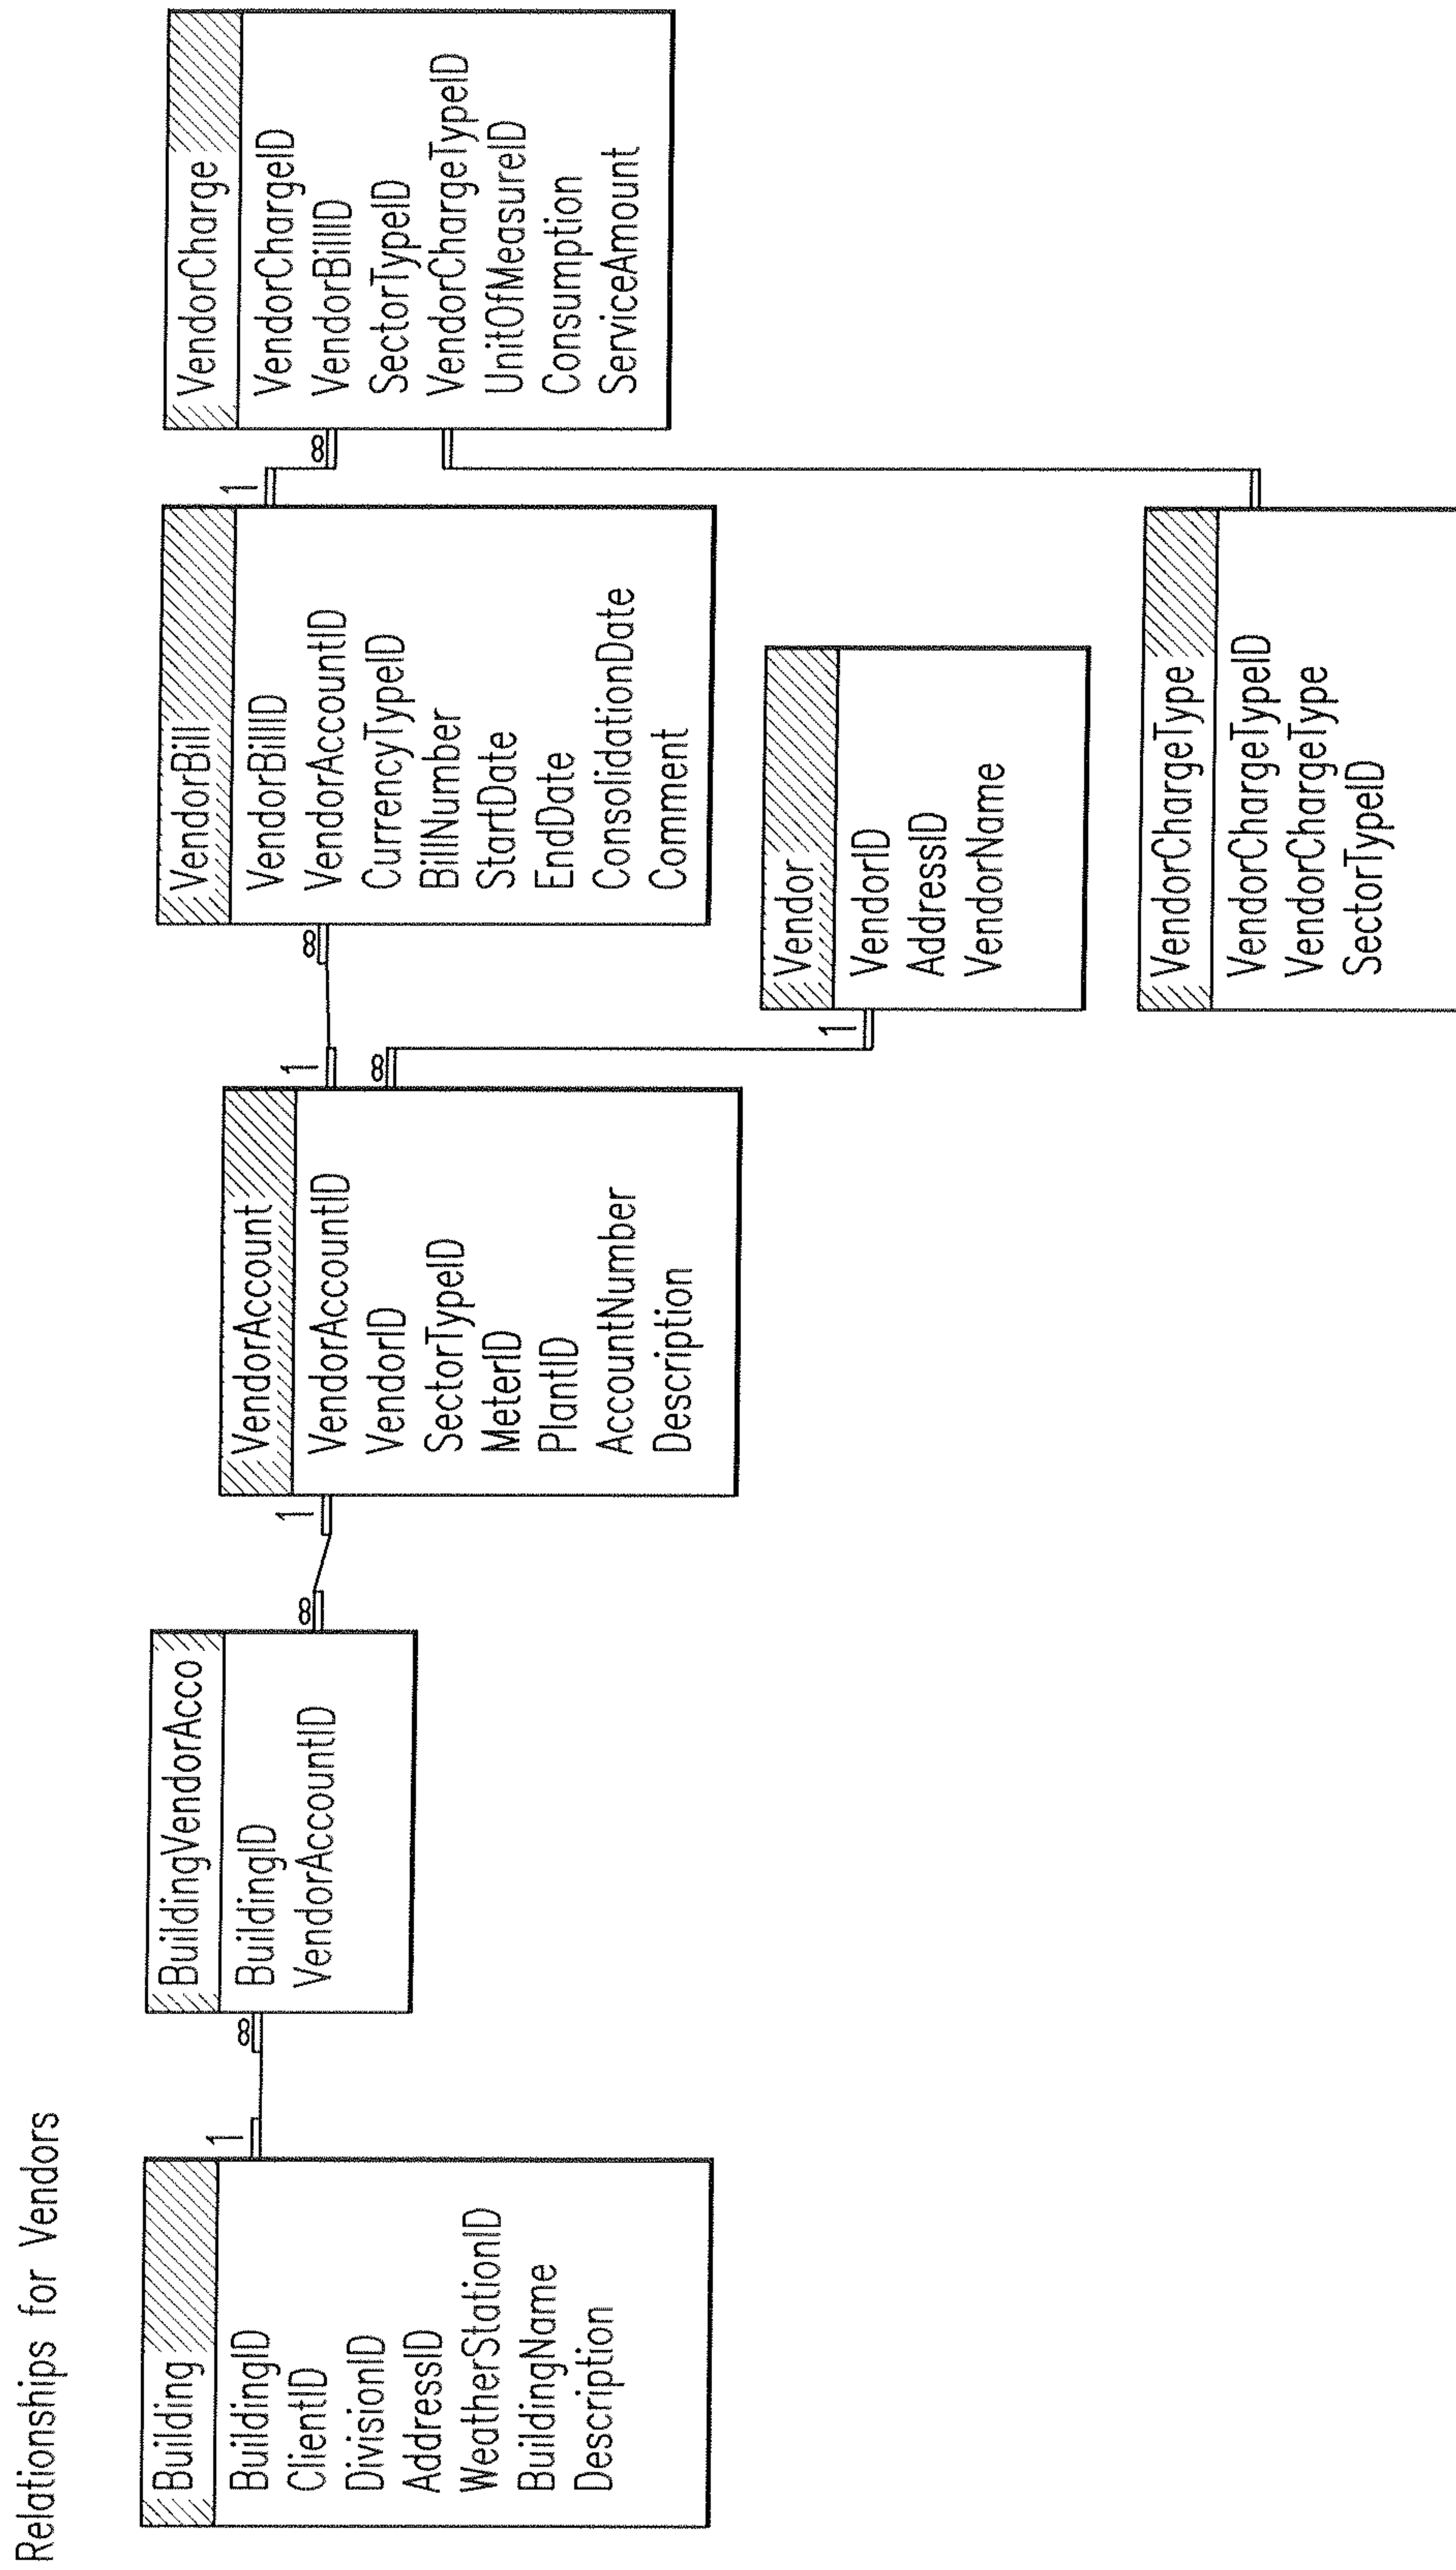 Relationships for Vendors
Building
BuildingID
ClientID
DivisionID
AddressID
WeatherStationID
BuildingName
Description
1
8
BuildingVendorAcco
BuildingID
VendorAccountID
8
1
VendorAccount
VendorAccountID
VendorID
SectorTypeID
MeterID
PlantID
AccountNumber
Description
1
8
8
1
VendorBill
VendorBillID
VendorAccountID
CurrencyTypeID
BillNumber
StartDate
EndDate
ConsolidationDate
Comment
Vendor
VendorID
AddressID
VendorName
VendorChargeType
VendorChargeTypeID
VendorChargeType
SectorTypeID
1
8
VendorCharge
VendorChargeID
VendorBillID
SectorTypeID
VendorChargeTypeID
UnitOfMeasureID
Consumption
ServiceAmount